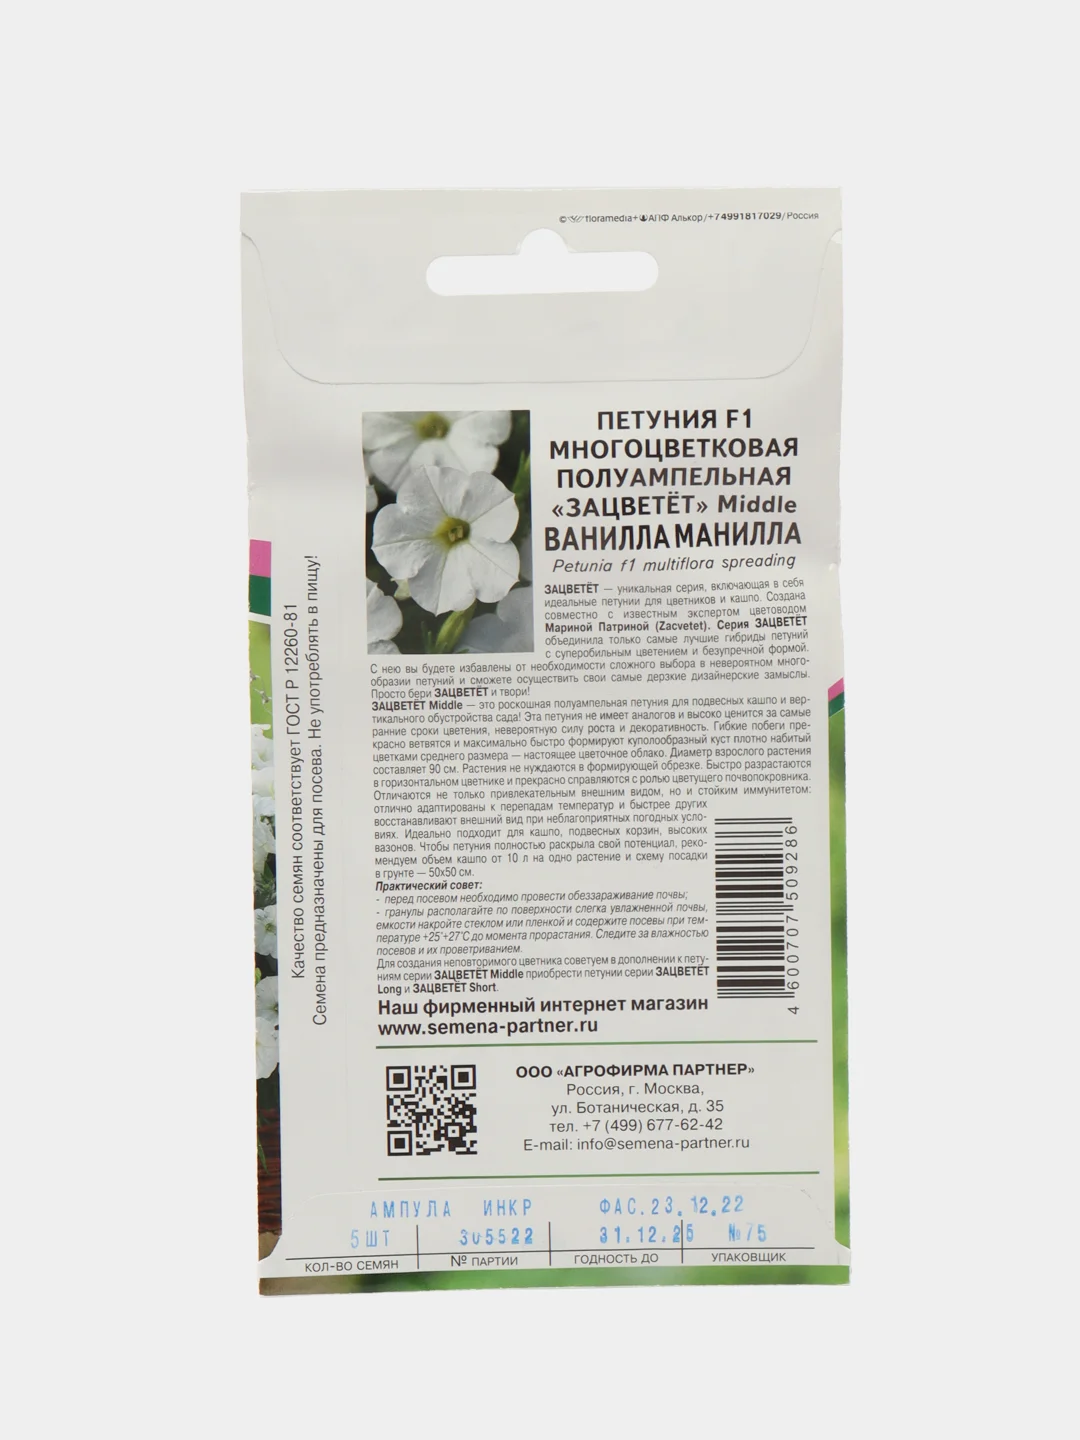 © floramedia+АПФ Алькор/+74991817029/Россия
ПЕТУНИЯ F1
МНОГОЦВЕТКОВАЯ
ПОЛУАМПЕЛЬНАЯ
«ЗАЦВЕТЁТ» Middle
ВАНИЛЛА МАНИЛЛА
Petunia f1 multiflora spreading
ЗАЦВЕТЁТ — уникальная серия, включающая в себя
идеальные петунии для цветников и кашпо. Создана
совместно с известным экспертом цветоводом
Мариной Патриной (Zacvetet). Серия ЗАЦВЕТЁТ
объединила только самые лучшие гибриды петуний
с суперобильным цветением и безупречной формой.
С нею вы будете избавлены от необходимости сложного выбора в невероятном много-
образии петуний и сможете осуществить свои самые дерзкие дизайнерские замыслы.
Просто бери ЗАЦВЕТЁТ и твори!
ЗАЦВЕТЁТ Middle — это роскошная полуампельная петуния для подвесных кашпо и вер-
тикального обустройства сада! Эта петуния не имеет аналогов и высоко ценится за самые
ранние сроки цветения, невероятную силу роста и декоративность. Гибкие побеги пре-
красно ветвятся и максимально быстро формируют куполообразный куст плотно набитый
цветками среднего размера — настоящее цветочное облако. Диаметр взрослого растения
составляет 90 см. Растения не нуждаются в формирующей обрезке. Быстро разрастаются
в горизонтальном цветнике и прекрасно справляются с ролью цветущего почвопокровника.
Отличаются не только привлекательным внешним видом, но и стойким иммунитетом:
отлично адаптированы к перепадам температур и быстрее других
восстанавливают внешний вид при неблагоприятных погодных усло-
виях. Идеально подходит для кашпо, подвесных корзин, высоких
вазонов. Чтобы петуния полностью раскрыла свой потенциал, реко-
мендуем объем кашпо от 10 л на одно растение и схему посадки
в грунте — 50х50 см.
Практический совет:
- перед посевом необходимо провести обеззараживание почвы;
- гранулы располагайте по поверхности слегка увлажненной почвы,
емкости накройте стеклом или пленкой и содержите посевы при тем-
пературе +25˚+27˚С до момента прорастания. Следите за влажностью
посевов и их проветриванием.
Для создания неповторимого цветника советуем в дополнении к пету-
ниям серии ЗАЦВЕТЁТ Middle приобрести петунии серии ЗАЦВЕТЁТ
Long и ЗАЦВЕТЁТ Short.
Наш фирменный интернет магазин
www.semena-partner.ru
4 600707 509286
Качество семян соответствует ГОСТ Р 12260-81
Семена предназначены для посева. Не употреблять в пищу!
ООО «АГРОФИРМА ПАРТНЕР»
Россия, г. Москва,
ул. Ботаническая, д. 35
тел. +7 (499) 677-62-42
E-mail: info@semena-partner.ru
АМПУЛА ИНКР ФАС.23.12.22
5ШТ 305522 31.12.25 №75
КОЛ-ВО СЕМЯН № ПАРТИИ ГОДНОСТЬ ДО УПАКОВЩИК